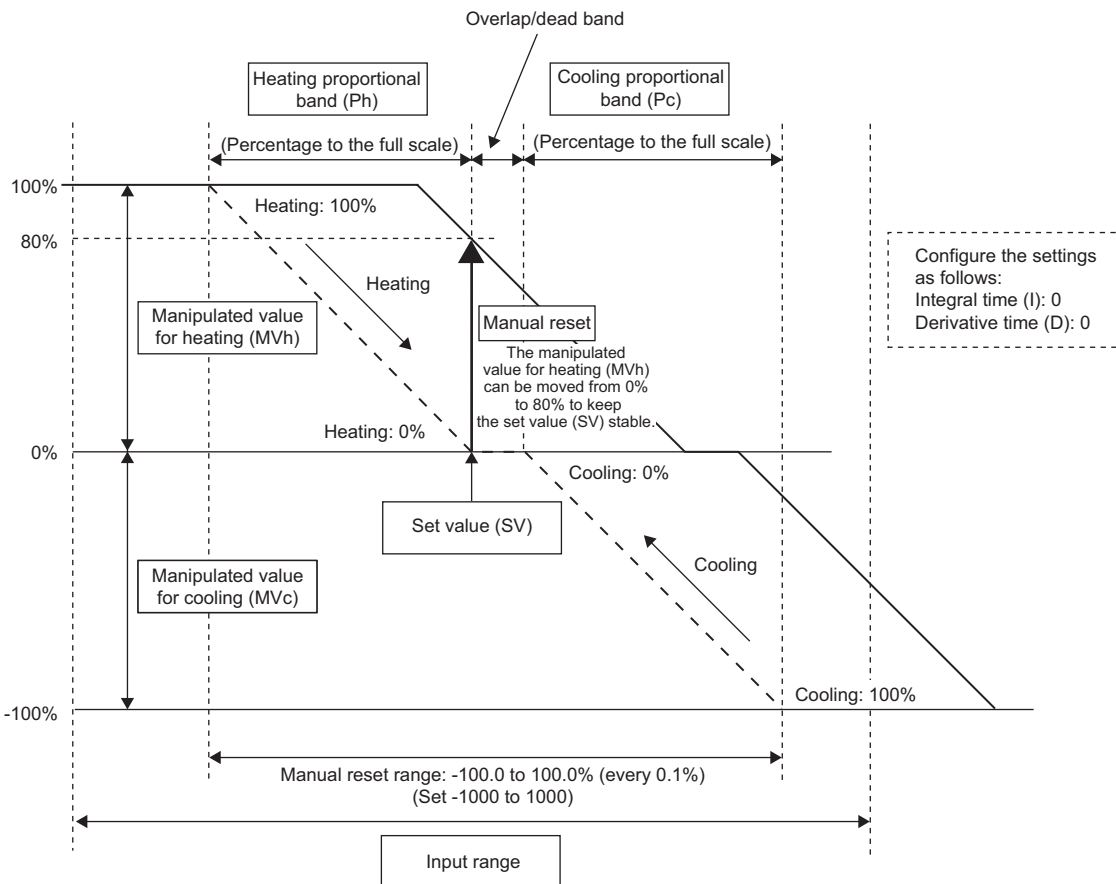 Overlap/dead band
Heating proportional
band (Ph)
Cooling proportional
band (Pc)
(Percentage to the full scale)
(Percentage to the full scale)
100%
Heating: 100%
80%
Heating
Configure the settings
as follows:
Integral time (I): 0
Derivative time (D): 0
Manipulated value
for heating (MVh)
Manual reset
The manipulated
value for heating (MVh)
can be moved from 0%
to 80% to keep
the set value (SV) stable.
Heating: 0%
0%
Cooling: 0%
Set value (SV)
Cooling
Manipulated value
for cooling (MVc)
Cooling: 100%
-100%
Manual reset range: -100.0 to 100.0% (every 0.1%)
(Set -1000 to 1000)
Input range